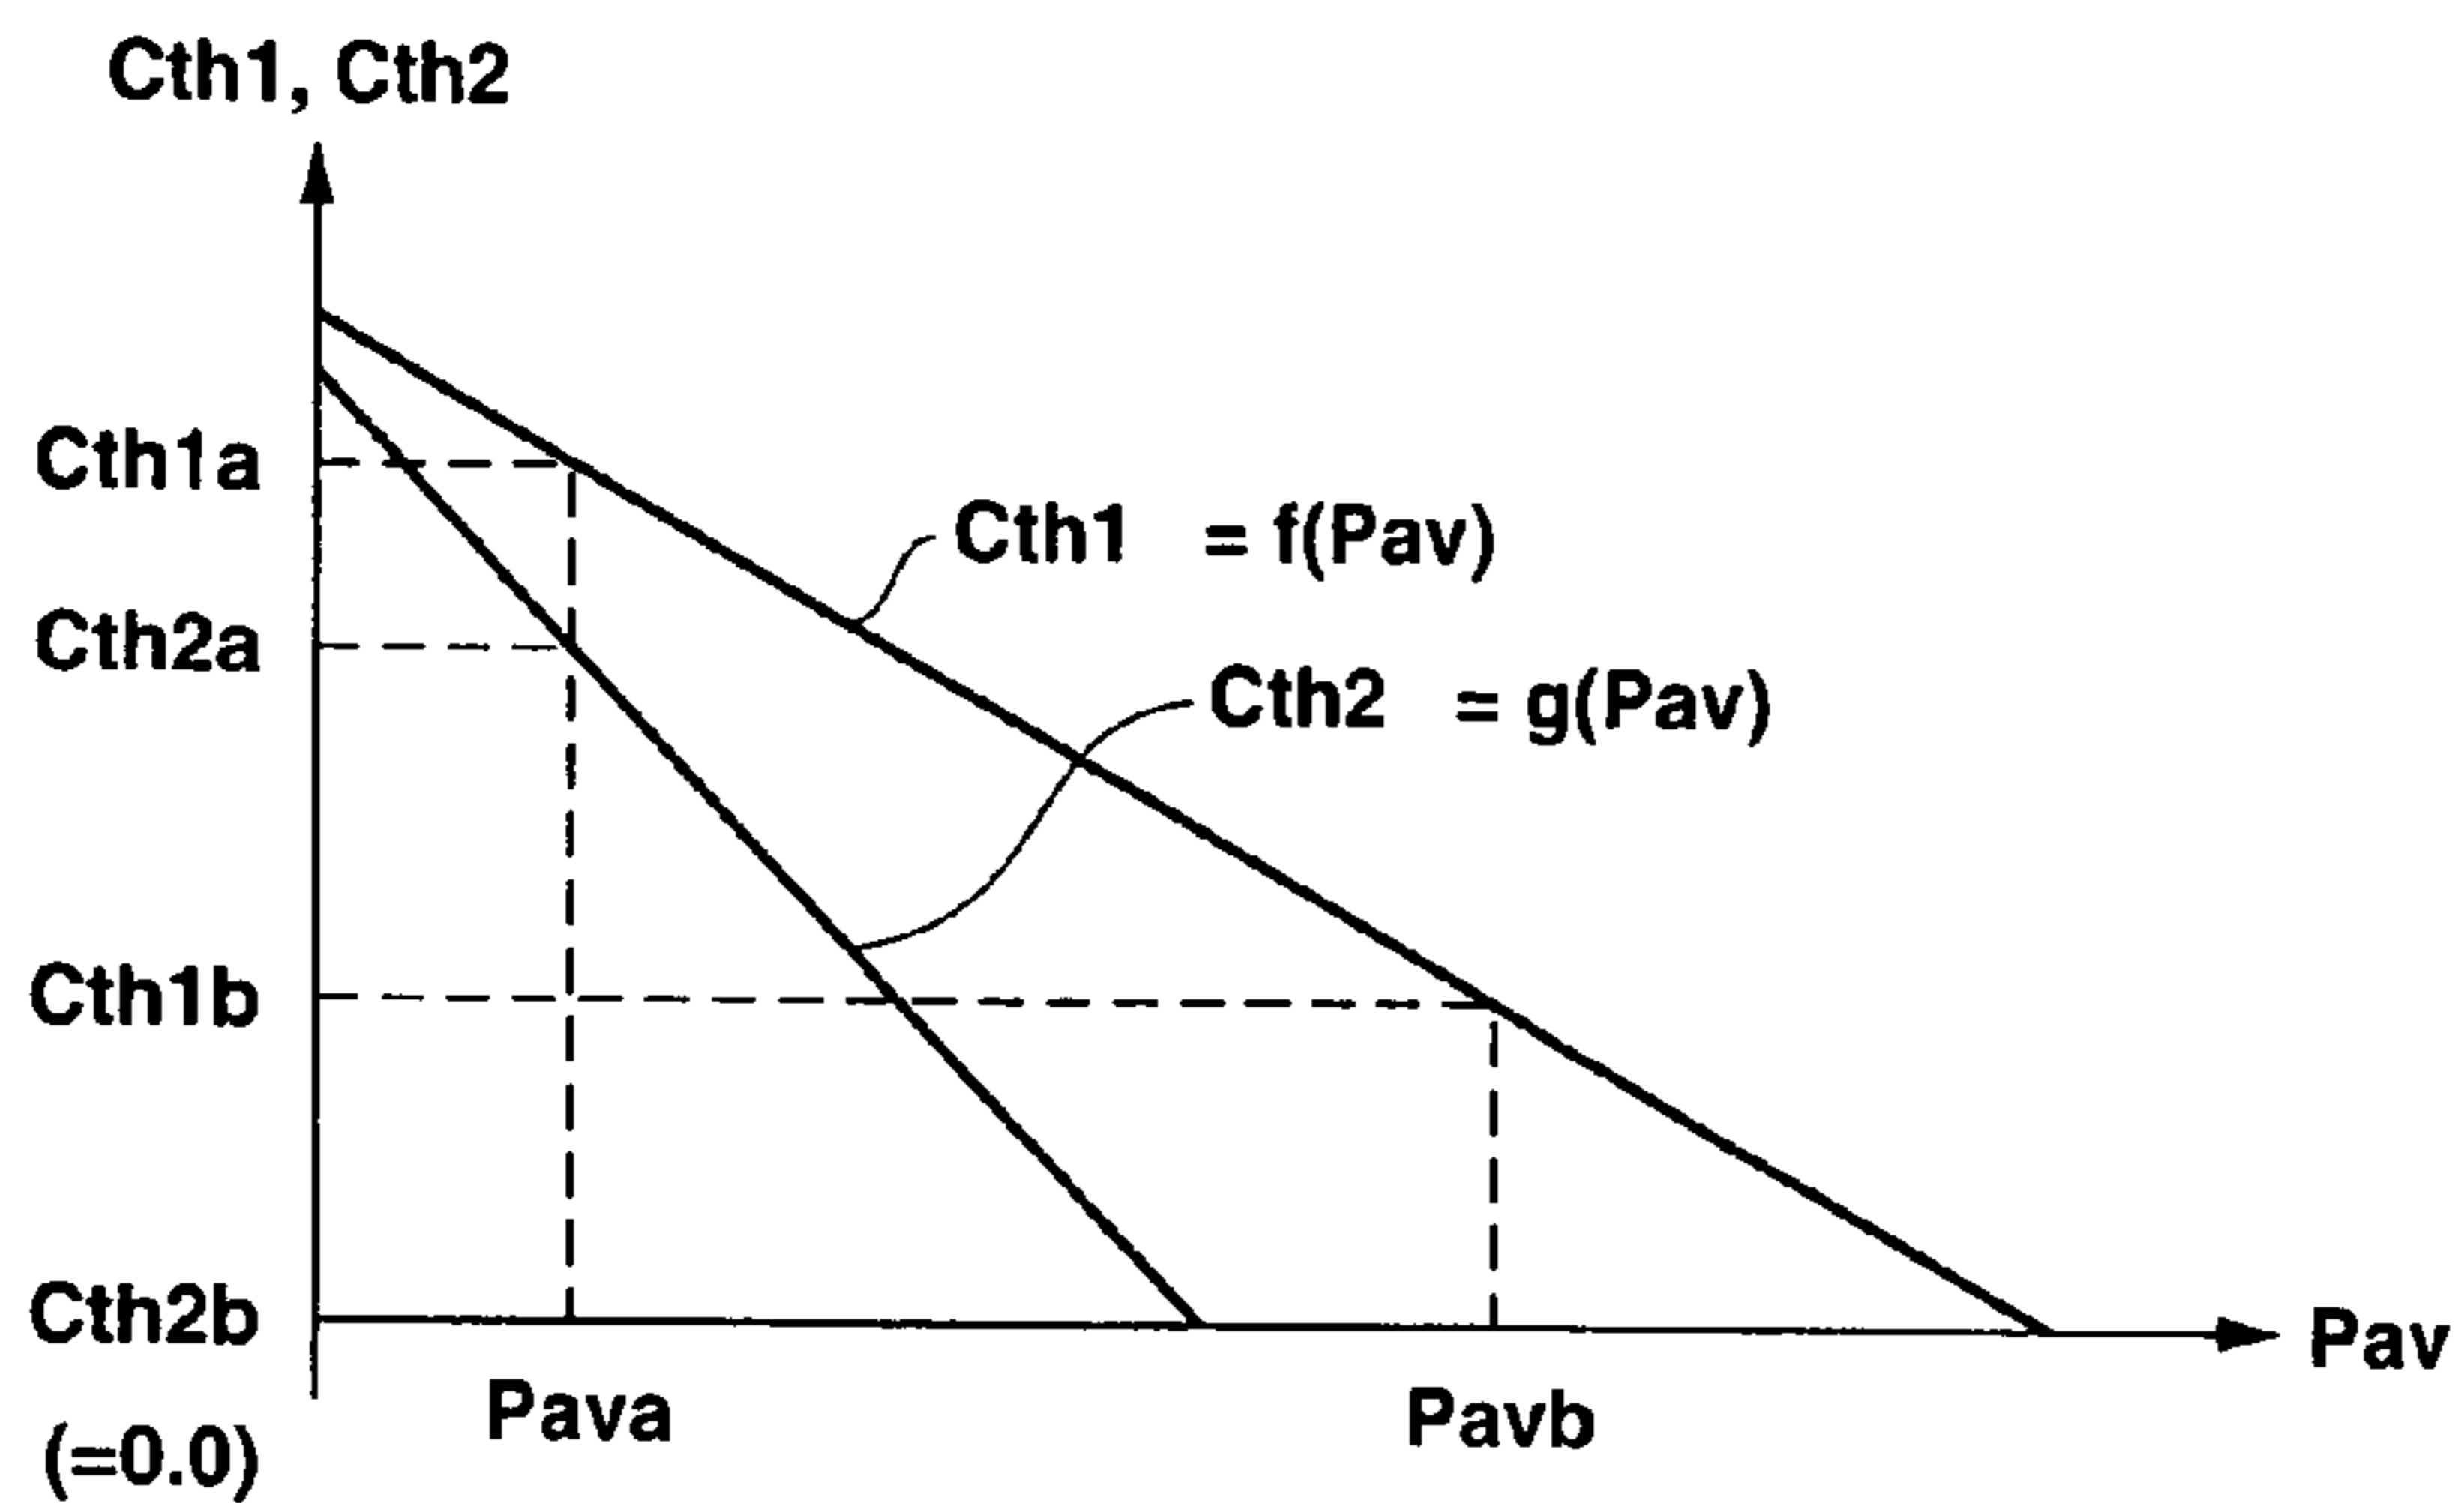 Cth1, Cth2
Cth1a
Cth1 = f(Pav)
Cth2a
Cth2 = g(Pav)
Cth1b
Cth2b
(=0.0)
Pava
Pavb
Pav